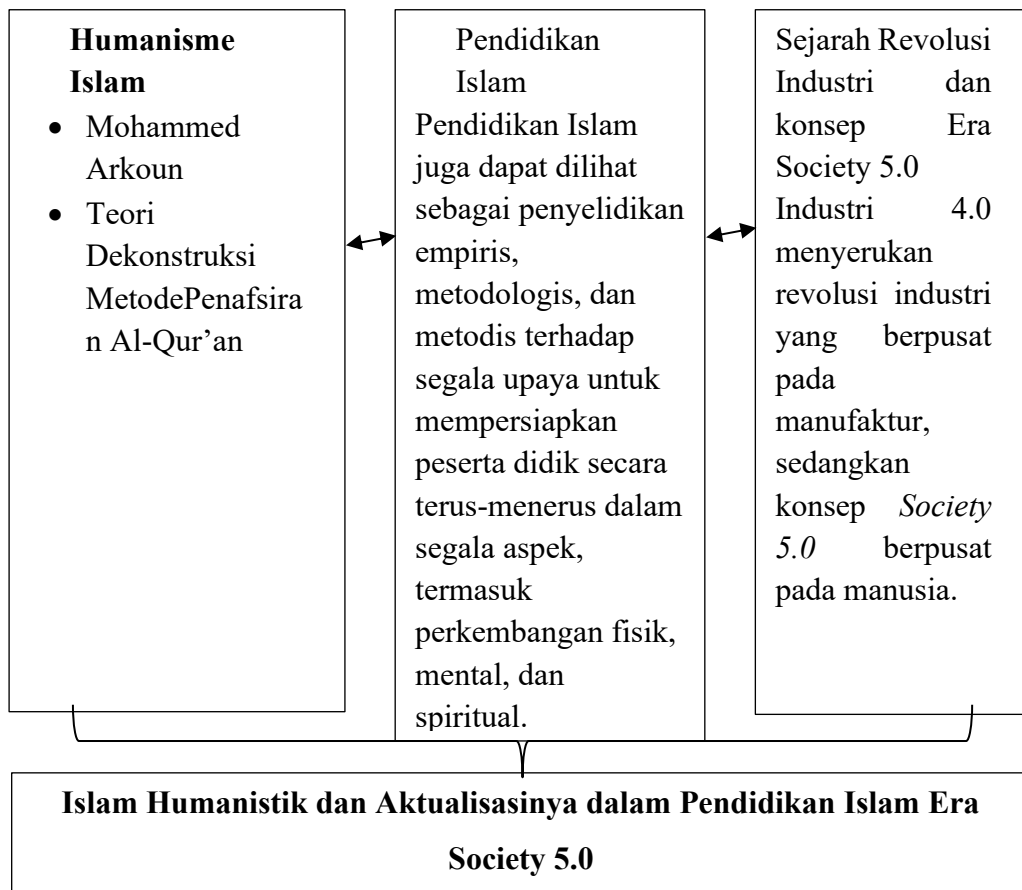 Humanisme
Islam
• Mohammed
Arkoun
• Teori
Dekonstruksi
MetodePenafsira
n Al-Qur’an
Pendidikan
Islam
Pendidikan Islam
juga dapat dilihat
sebagai penyelidikan
empiris,
metodologis, dan
metodis terhadap
segala upaya untuk
mempersiapkan
peserta didik secara
terus-menerus dalam
segala aspek,
termasuk
perkembangan fisik,
mental, dan
spiritual.
Sejarah Revolusi
Industri dan
konsep Era
Society 5.0
Industri 4.0
menyerukan
revolusi industri
yang berpusat
pada
manufaktur,
sedangkan
konsep Society
5.0 berpusat
pada manusia.
Islam Humanistik dan Aktualisasinya dalam Pendidikan Islam Era
Society 5.0